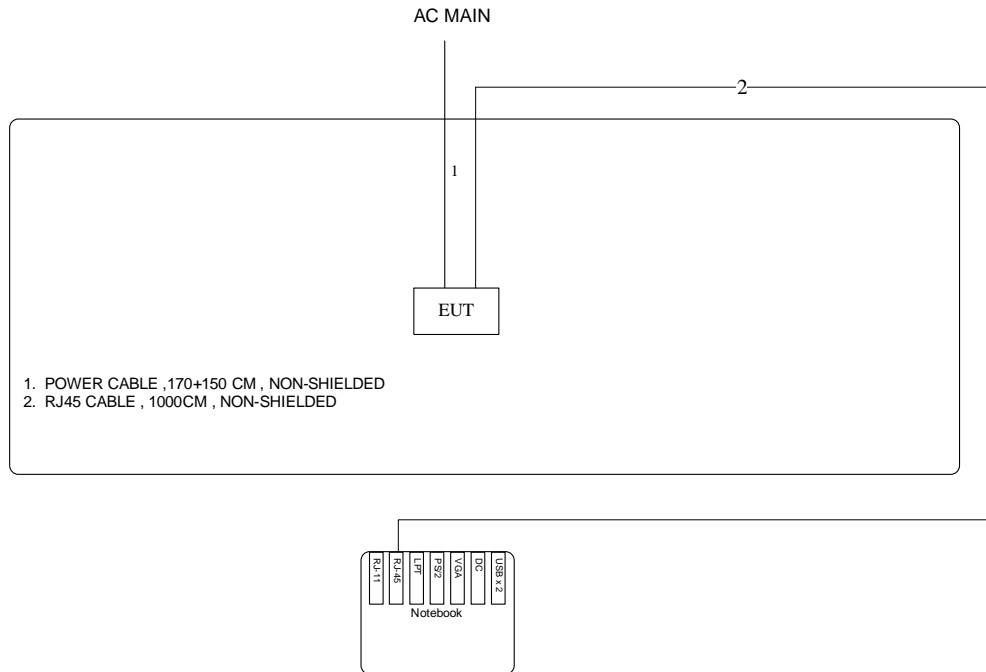 AC MAIN
2
1
EUT
1. POWER CABLE ,170+150 CM , NON-SHIELDED
2. RJ45 CABLE , 1000CM , NON-SHIELDED
RJ-11
RJ-45
LPT
PS/2
VGA
DC
USB x 2
Notebook